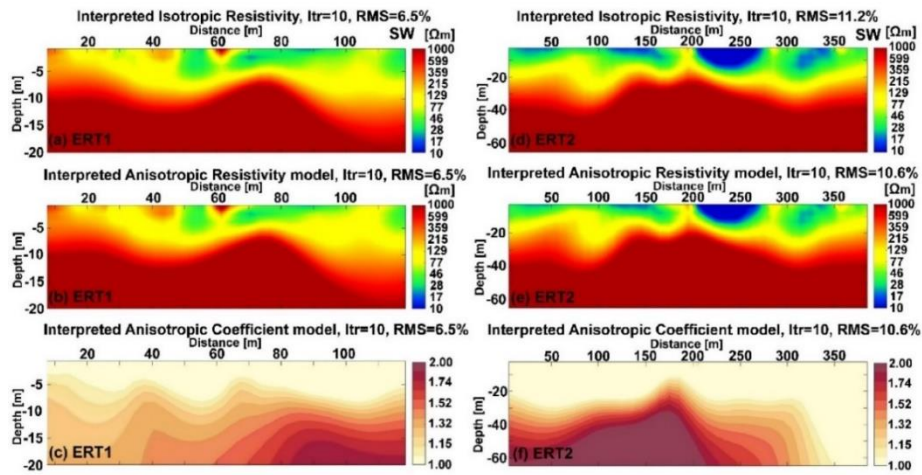 Interpreted Isotropic Resistivity, Itr=10, RMS=6.5%
Distance [m]
SW
[Ωm]
20 40 60 80 100
Depth [m]
-5
-10
-15
-20
1000
599
359
215
129
77
46
28
17
10
(a) ERT1
Interpreted Isotropic Resistivity, Itr=10, RMS=11.2%
Distance [m]
SW
[Ωm]
50 100 150 200 250 300 350
Depth [m]
-20
-40
-60
1000
599
359
215
129
77
46
28
17
10
(d) ERT2
Interpreted Anisotropic Resistivity model, Itr=10, RMS=6.5%
Distance [m]
[Ωm]
20 40 60 80 100
Depth [m]
-5
-10
-15
-20
1000
599
359
215
129
77
46
28
17
10
(b) ERT1
Interpreted Anisotropic Resistivity model, Itr=10, RMS=10.6%
Distance [m]
[Ωm]
50 100 150 200 250 300 350
Depth [m]
-20
-40
-60
1000
599
359
215
129
77
46
28
17
10
(e) ERT2
Interpreted Anisotropic Coefficient model, Itr=10, RMS=6.5%
Distance [m]
20 40 60 80 100
Depth [m]
-5
-10
-15
-20
2.00
1.74
1.52
1.32
1.15
1.00
(c) ERT1
Interpreted Anisotropic Coefficient model, Itr=10, RMS=10.6%
Distance [m]
50 100 150 200 250 300 350
Depth [m]
-20
-40
-60
2.00
1.74
1.52
1.32
1.15
1.00
(f) ERT2